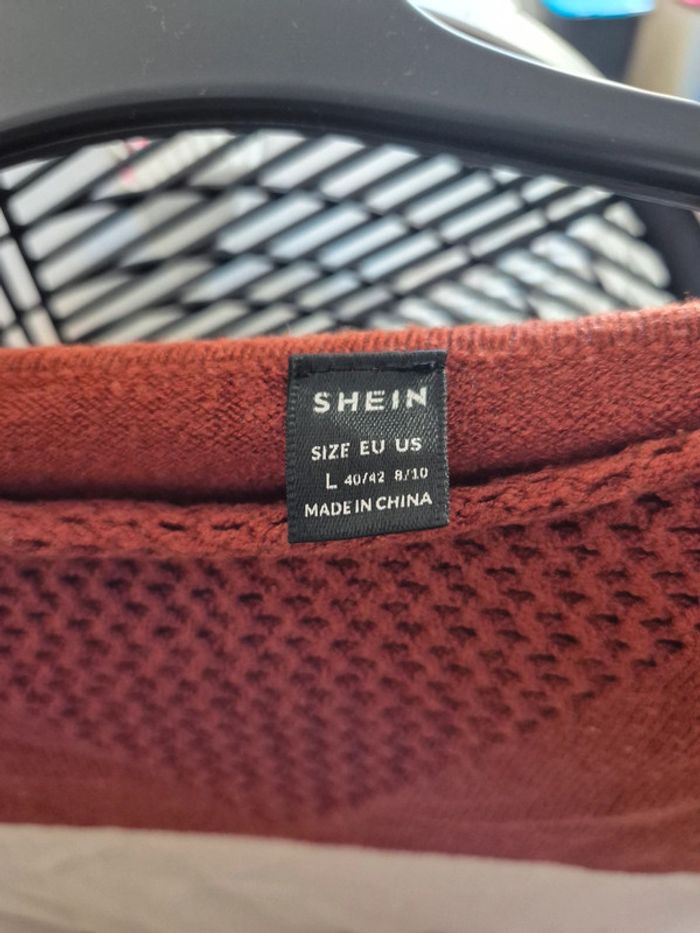 SHEIN
SIZE EU US
L 40/42 8/10
MADE IN CHINA